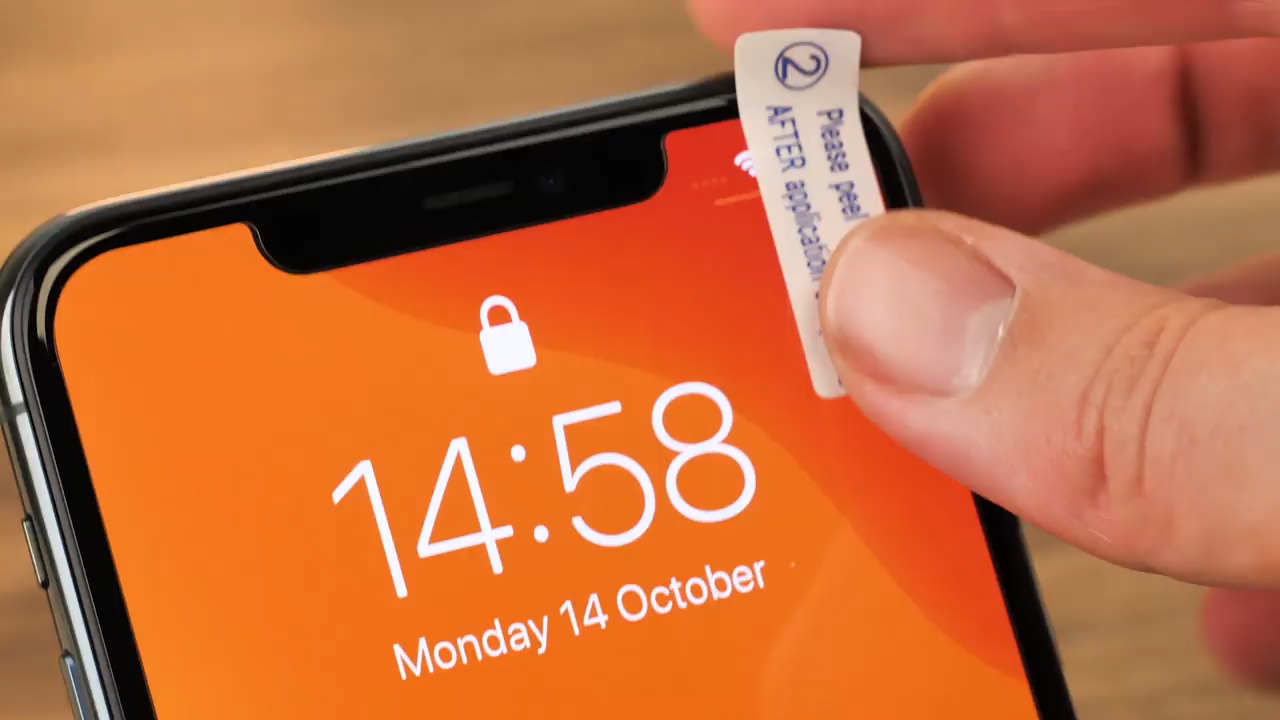 ②
Please peel
AFTER application
14:58
Monday 14 October